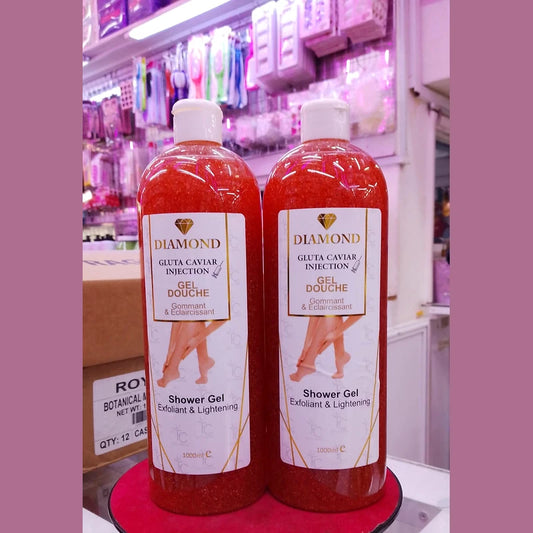 DIAMOND
GLUTA CAVIAR
INJECTION
GEL
DOUCHE
Gommant
& Eclaircissant
Shower Gel
Exfoliant & Lightening
1000ml e
DIAMOND
GLUTA CAVIAR
INJECTION
GEL
DOUCHE
Gommant
& Eclaircissant
Shower Gel
Exfoliant & Lightening
1000ml e
BOTANICAL
NET WT
QTY: 12 CAS